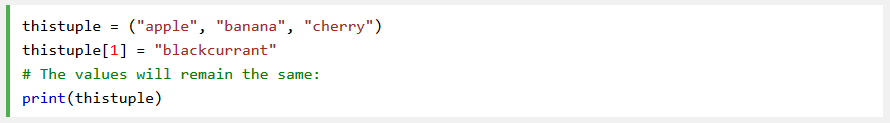 thistuple = ("apple", "banana", "cherry")
thistuple[1] = "blackcurrant"
# The values will remain the same:
print(thistuple)